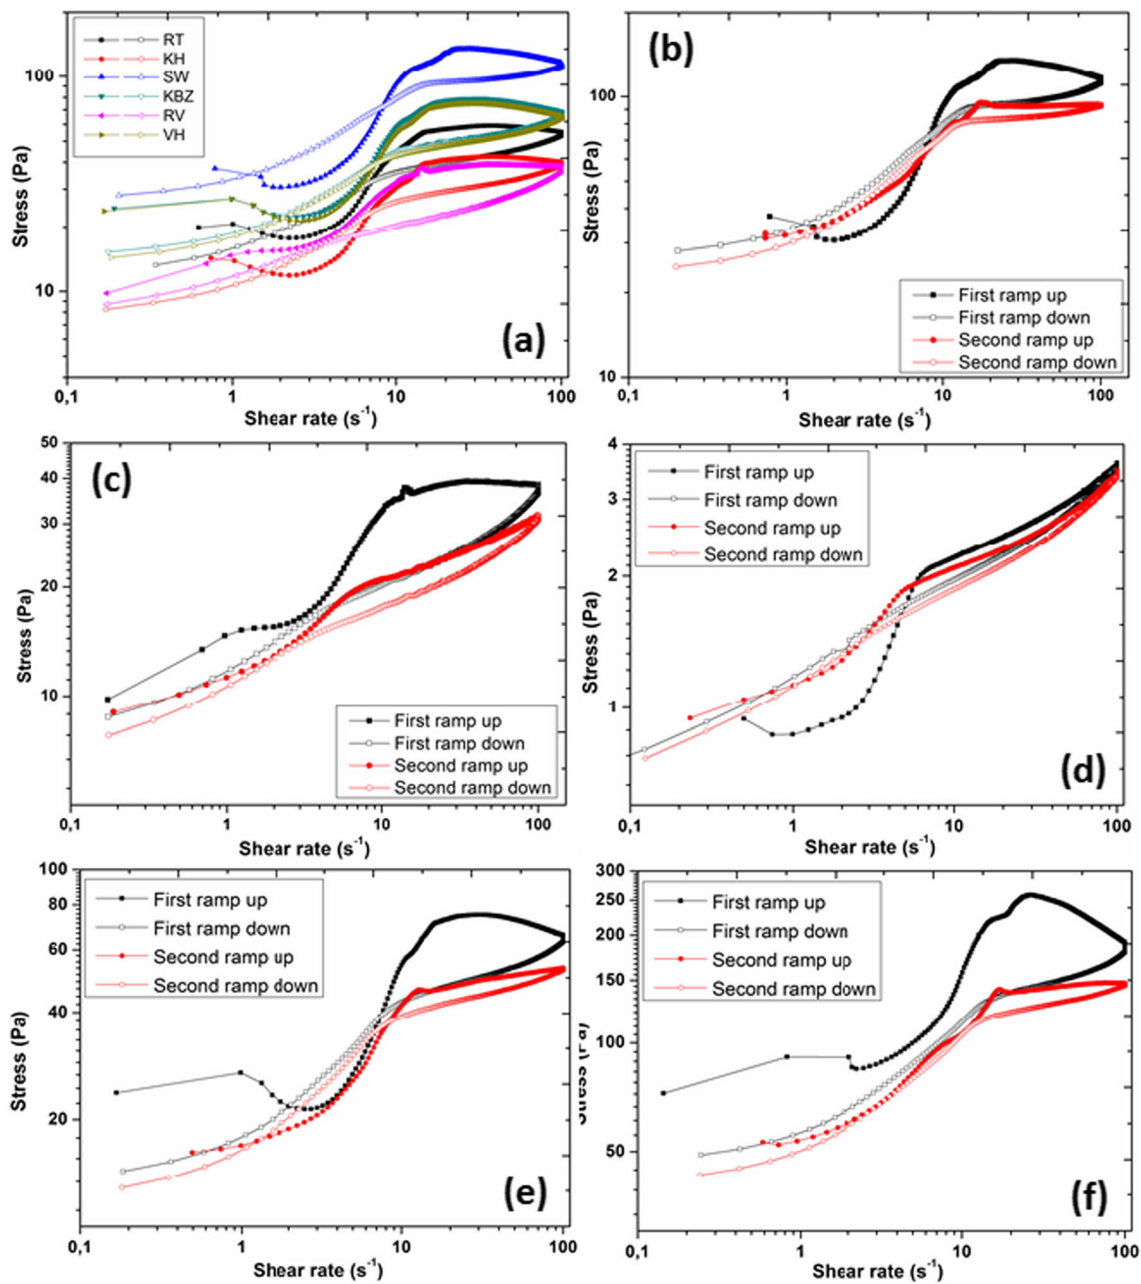 RT
KH
SW
KBZ
RV
VH
100
10
Stress (Pa)
0,1
1
10
100
Shear rate (s⁻¹)
(a)
(b)
100
10
Stress (Pa)
First ramp up
First ramp down
Second ramp up
Second ramp down
0,1
1
10
100
Shear rate (s⁻¹)
(c)
50
40
30
20
10
Stress (Pa)
First ramp up
First ramp down
Second ramp up
Second ramp down
0,1
1
10
100
Shear rate (s⁻¹)
4
3
2
1
Stress (Pa)
First ramp up
First ramp down
Second ramp up
Second ramp down
(d)
0,1
1
10
100
Shear rate (s⁻¹)
100
80
60
40
20
Stress (Pa)
First ramp up
First ramp down
Second ramp up
Second ramp down
(e)
0,1
1
10
100
Shear rate (s⁻¹)
300
250
200
150
100
50
Stress (Pa)
First ramp up
First ramp down
Second ramp up
Second ramp down
(f)
0,1
1
10
100
Shear rate (s⁻¹)